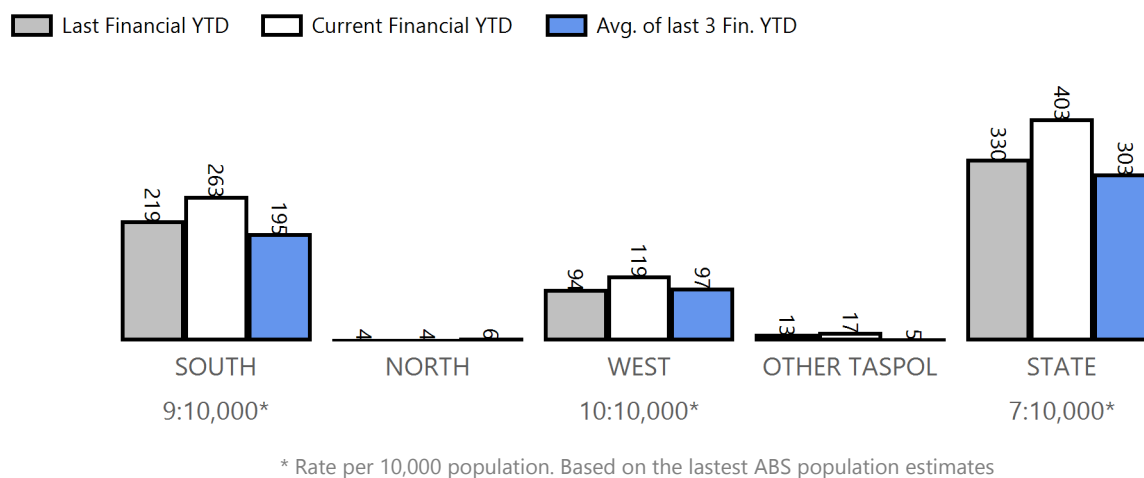 Last Financial YTD Current Financial YTD Avg. of last 3 Fin. YTD
219 263 195 4 4 6 94 119 97 13 17 5 330 403 303
SOUTH NORTH WEST OTHER TASPOL STATE
9:10,000* 10:10,000* 7:10,000*
* Rate per 10,000 population. Based on the lastest ABS population estimates